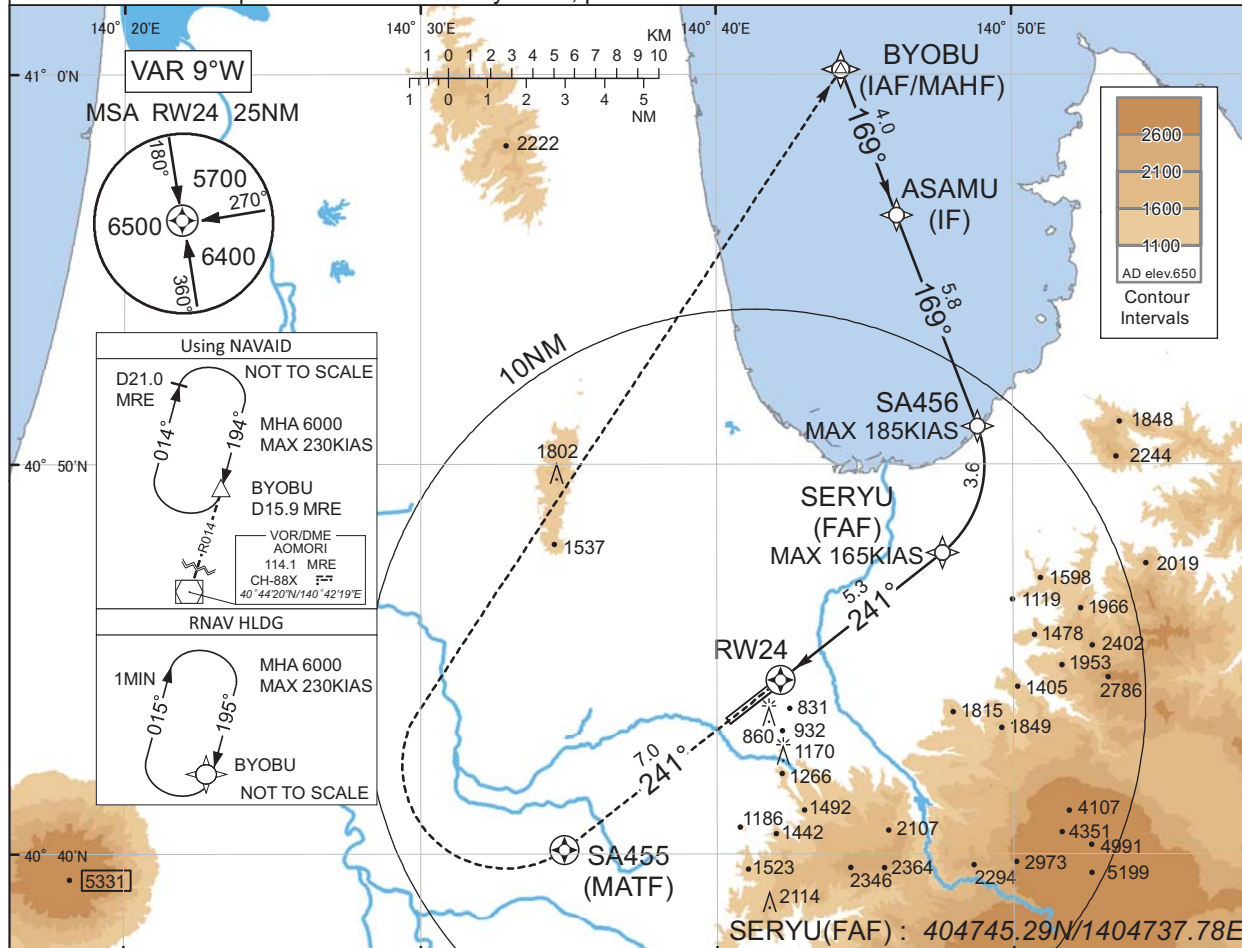 140° 20'E
140° 30'E
140° 40'E
140° 50'E
41° 0'N
VAR 9°W
MSA RW24 25NM
180°
5700
270°
6500
6400
360°
KM
1 0 1 2 3 4 5 6 7 8 9 10
1 0 1 2 3 4 5
NM
2222
BYOBU
(IAF/MAHF)
4.0
169°
ASAMU
(IF)
5.8
169°
2600
2100
1600
1100
AD elev.650
Contour
Intervals
Using NAVAID
NOT TO SCALE
D21.0
MRE
014°
194°
MHA 6000
MAX 230KIAS
BYOBU
D15.9 MRE
R014
VOR/DME
AOMORI
114.1 MRE
CH-88X
40°44'20"N/140°42'19"E
RNAV HLDG
1MIN
015°
195°
MHA 6000
MAX 230KIAS
BYOBU
NOT TO SCALE
10NM
SA456
MAX 185KIAS
1848
2244
1802
40° 50'N
1537
3.6
SERYU
(FAF)
MAX 165KIAS
2019
1598
1119
1966
5.3
241°
1478
2402
1953
2786
1405
RW24
831
1815
1849
860
932
1170
1266
7.0
241°
1492
4107
1186
1442
2107
4351
4991
40° 40'N
SA455
(MATF)
1523
2346
2364
2294
2973
5199
5331
2114
SERYU(FAF) : 404745.29N/1404737.78E